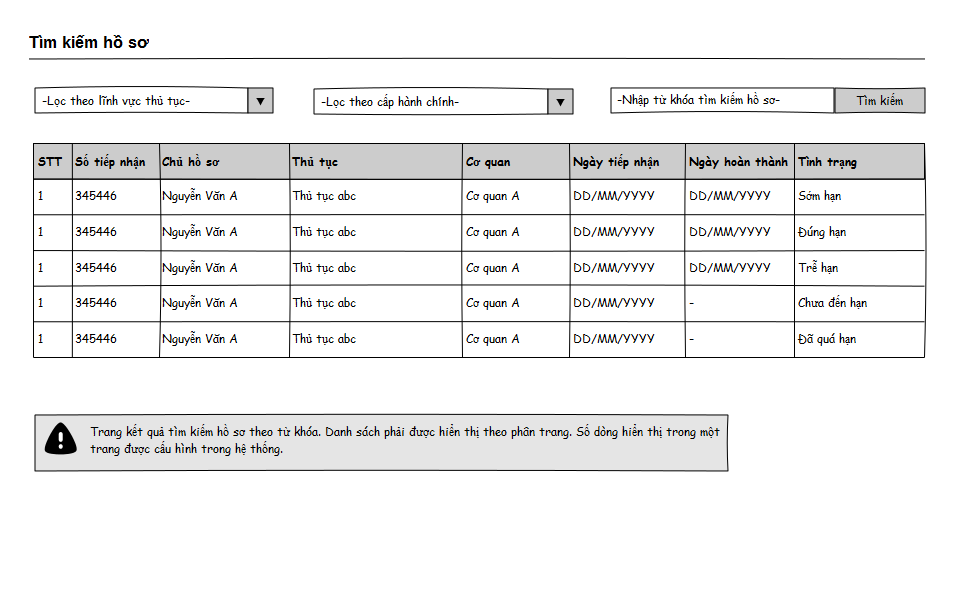 Tìm kiếm hồ sơ
-Lọc theo lĩnh vực thủ tục- -Lọc theo cấp hành chính- -Nhập từ khóa tìm kiếm hồ sơ- Tìm kiếm
STT Số tiếp nhận Chủ hồ sơ Thủ tục Cơ quan Ngày tiếp nhận Ngày hoàn thành Tình trạng
1 345446 Nguyễn Văn A Thủ tục abc Cơ quan A DD/MM/YYYY DD/MM/YYYY Sớm hạn
1 345446 Nguyễn Văn A Thủ tục abc Cơ quan A DD/MM/YYYY DD/MM/YYYY Đúng hạn
1 345446 Nguyễn Văn A Thủ tục abc Cơ quan A DD/MM/YYYY DD/MM/YYYY Trễ hạn
1 345446 Nguyễn Văn A Thủ tục abc Cơ quan A DD/MM/YYYY - Chưa đến hạn
1 345446 Nguyễn Văn A Thủ tục abc Cơ quan A DD/MM/YYYY - Đã quá hạn
Trang kết quả tìm kiếm hồ sơ theo từ khóa. Danh sách phải được hiển thị theo phân trang. Số dòng hiển thị trong một
trang được cấu hình trong hệ thống.